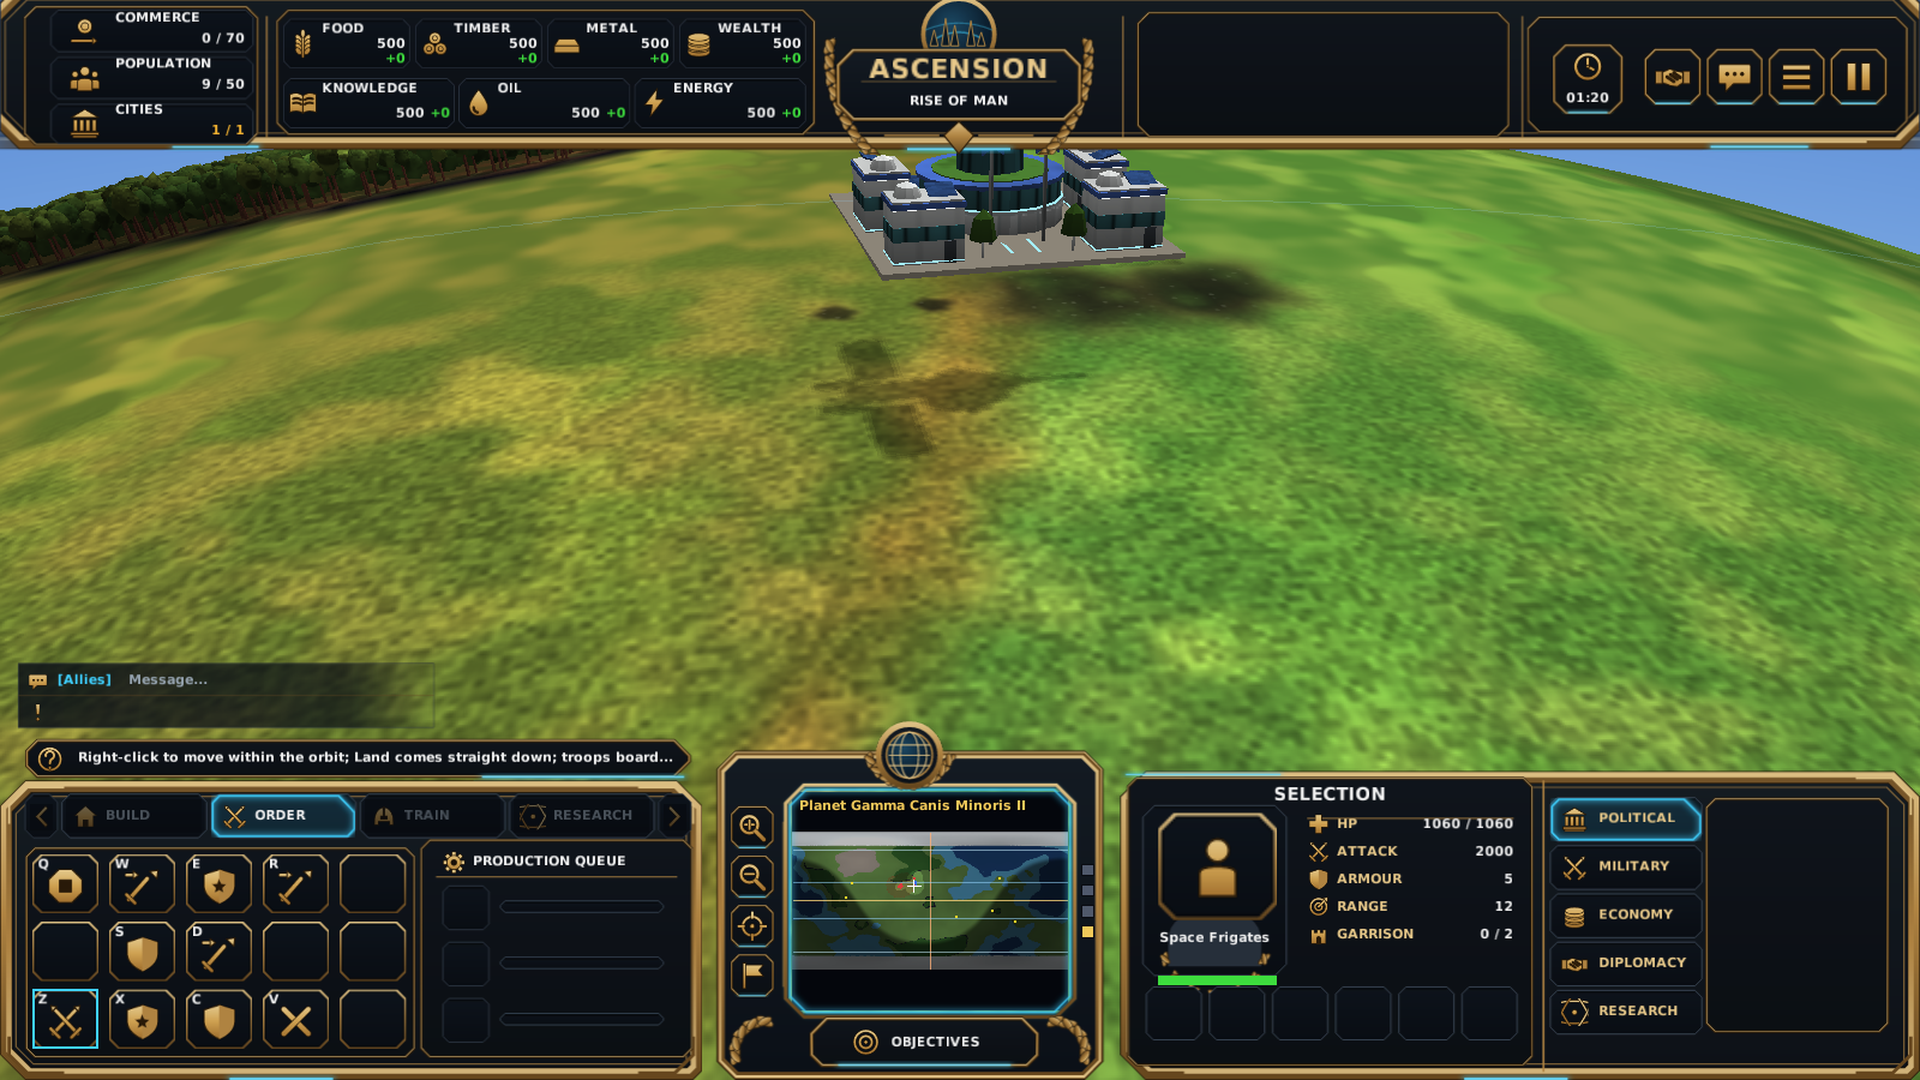 COMMERCE
0 / 70
POPULATION
9 / 50
CITIES
1 / 1
FOOD
500
+0
TIMBER
500
+0
METAL
500
+0
WEALTH
500
+0
KNOWLEDGE
500 +0
OIL
500 +0
ENERGY
500 +0
ASCENSION
RISE OF MAN
01:20
[Allies] Message...
!
Right-click to move within the orbit; Land comes straight down; troops board...
BUILD
ORDER
TRAIN
RESEARCH
Q
W
E
R
S
D
Z
X
C
V
PRODUCTION QUEUE
Planet Gamma Canis Minoris II
OBJECTIVES
SELECTION
Space Frigates
HP 1060 / 1060
ATTACK 2000
ARMOUR 5
RANGE 12
GARRISON 0 / 2
POLITICAL
MILITARY
ECONOMY
DIPLOMACY
RESEARCH